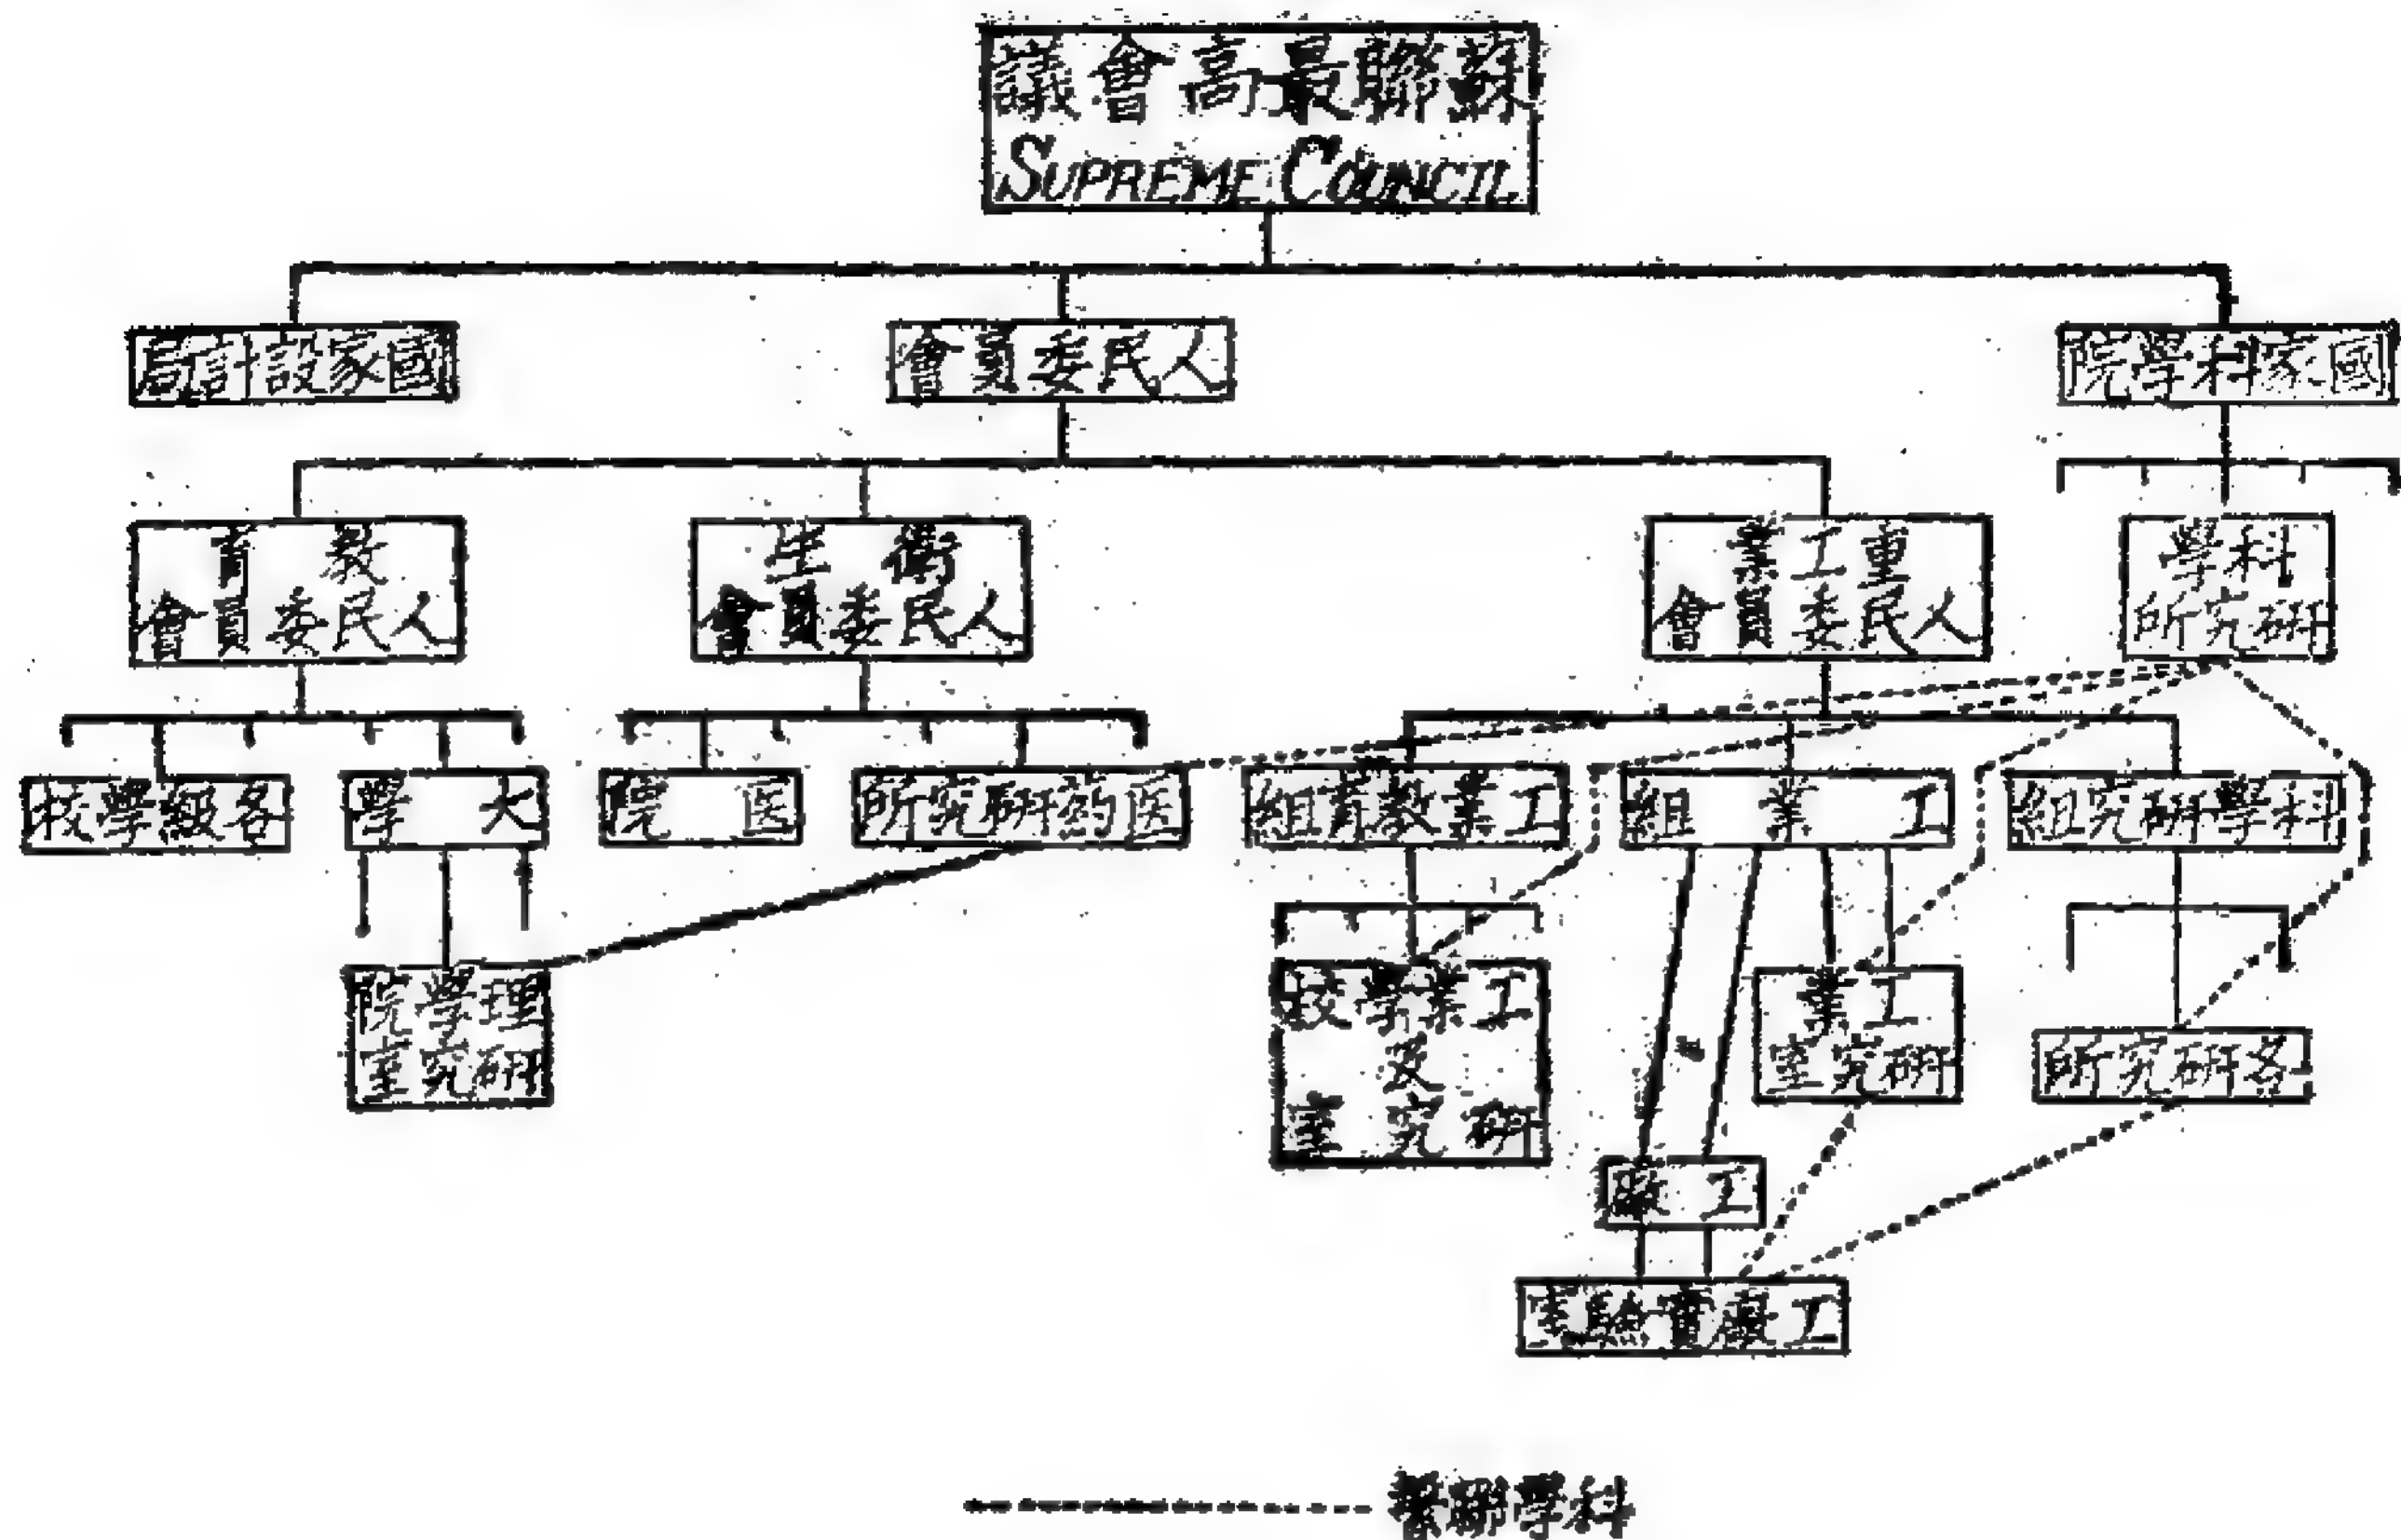 蘇聯最高會議
SUPREME COUNCIL
國家科學院
人民委員會
國家設計局
科學
研究所
重工業
人民委員會
衛生
人民委員會
教育
人民委員會
科學研究組
工業組
工業教育組
医药研究所
医院
大學
各級學校
各研究所
工業
研究室
工業學校
及
研究室
理學院
研究室
工廠
工廠實驗室
科學聯繫